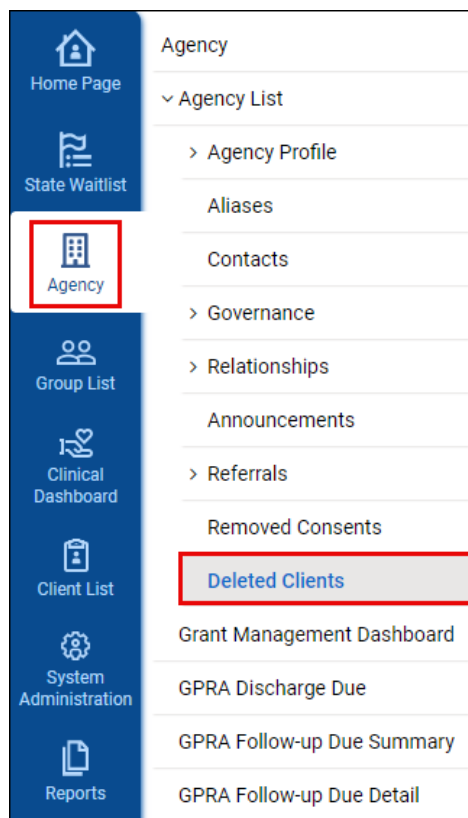 Home Page
State Waitlist
Agency
Group List
Clinical
Dashboard
Client List
System
Administration
Reports
Agency
Agency List
Agency Profile
Aliases
Contacts
Governance
Relationships
Announcements
Referrals
Removed Consents
Deleted Clients
Grant Management Dashboard
GPRA Discharge Due
GPRA Follow-up Due Summary
GPRA Follow-up Due Detail